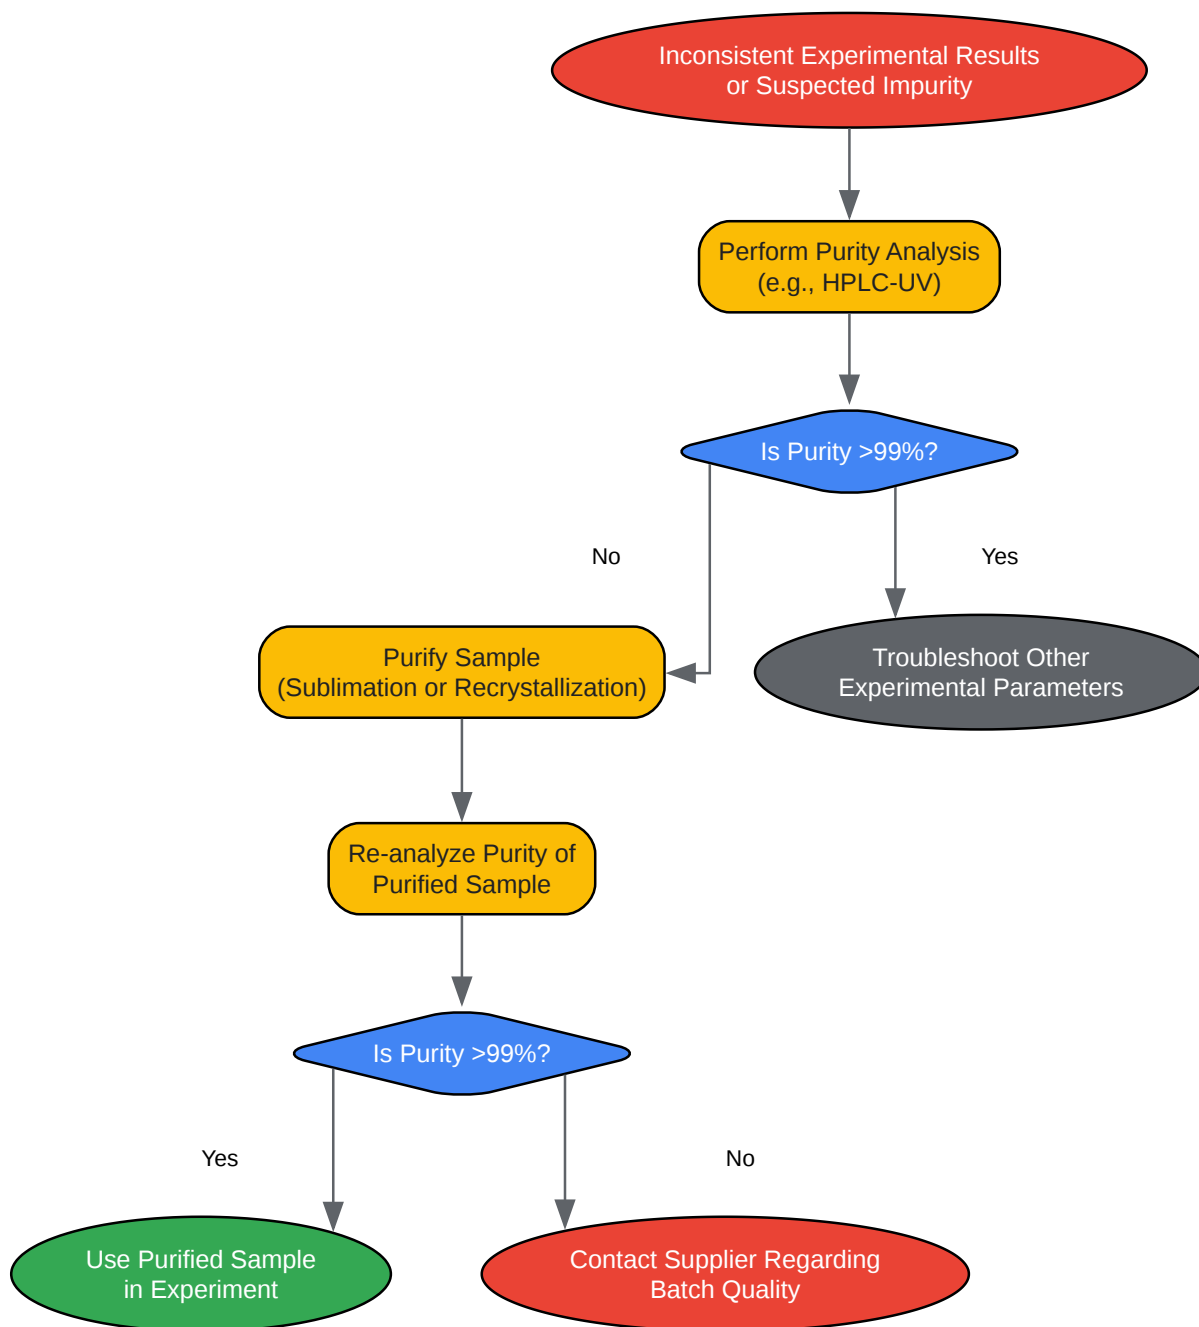 Inconsistent Experimental Results
or Suspected Impurity
Perform Purity Analysis
(e.g., HPLC-UV)
Is Purity >99%?
No
Yes
Purify Sample
(Sublimation or Recrystallization)
Troubleshoot Other
Experimental Parameters
Re-analyze Purity of
Purified Sample
Is Purity >99%?
Yes
No
Use Purified Sample
in Experiment
Contact Supplier Regarding
Batch Quality